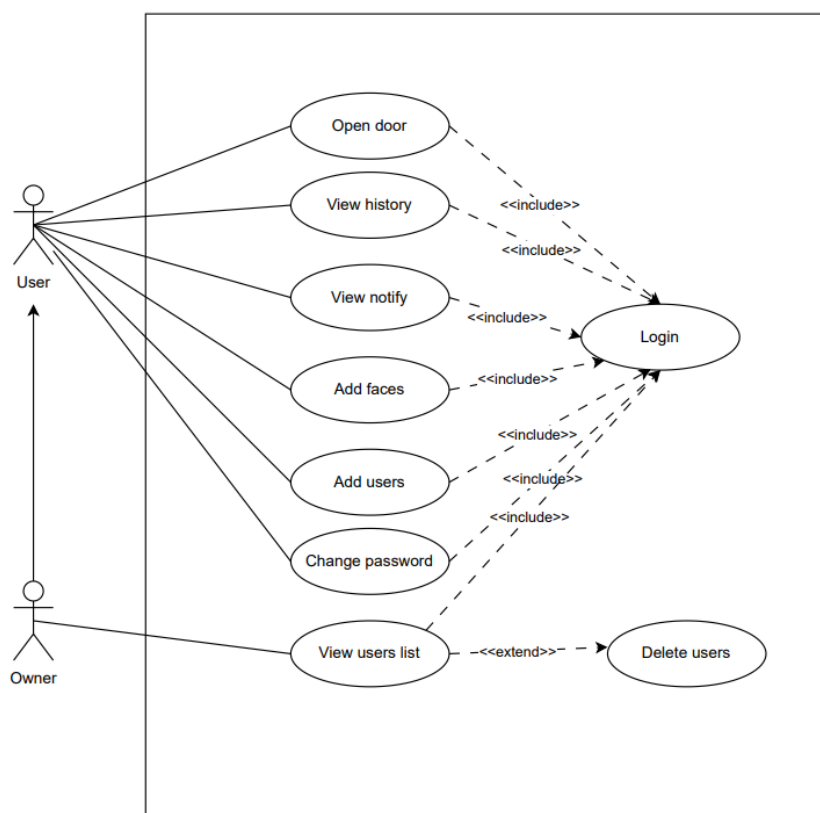 Open door
<<include>>
View history
<<include>>
User
View notify
<<include>>
Login
Add faces
<<include>>
Add users
<<include>>
<<include>>
<<include>>
Change password
Owner
View users list
<<extend>>
Delete users